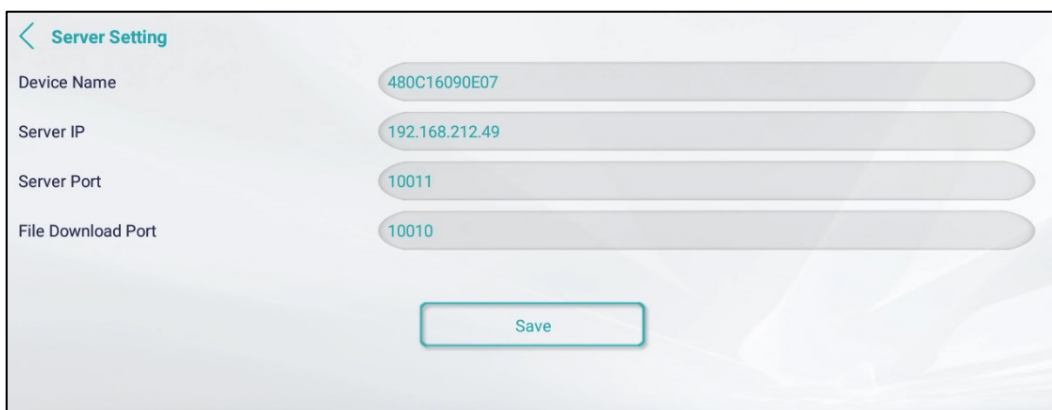 Server Setting
Device Name 480C16090E07
Server IP 192.168.212.49
Server Port 10011
File Download Port 10010
Save